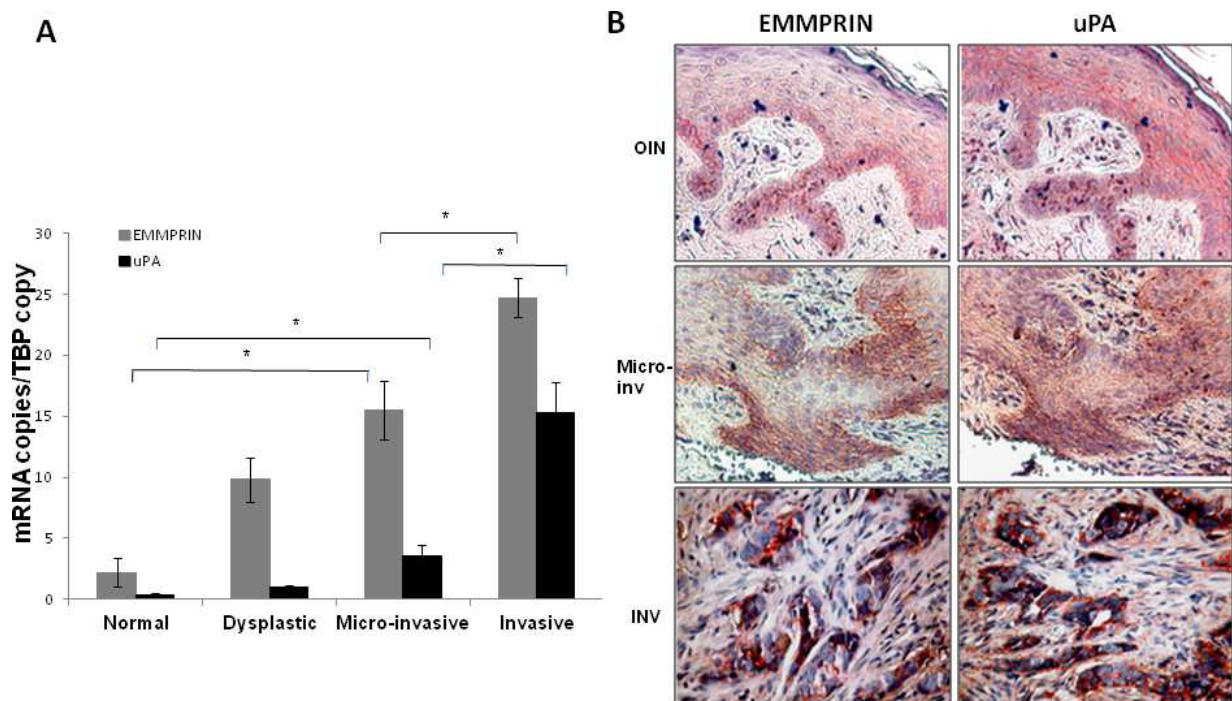 A
mRNA copies/TBP copy
30
25
20
15
10
5
0
EMMPRIN
uPA
*
*
*
*
Normal
Dysplastic
Micro-invasive
Invasive
B
EMMPRIN
uPA
OIN
Micro-
inv
INV